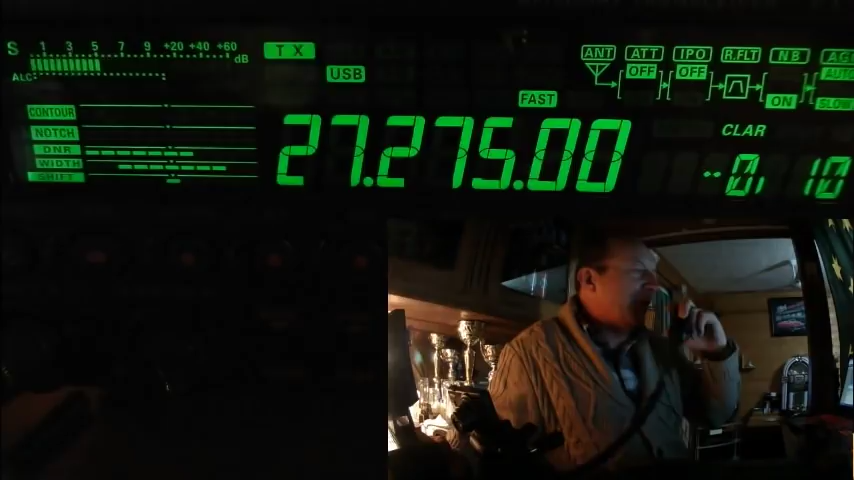 S 1 3 5 7 9 +20 +40 +60 dB
ALC
TX
USB
ANT ATT IPO R.FLT NB AGC
OFF OFF ON AUTO
SLOW
FAST
CONTOUR
NOTCH
DNR
WIDTH
SHIFT
27.275.00
CLAR
-0. 10